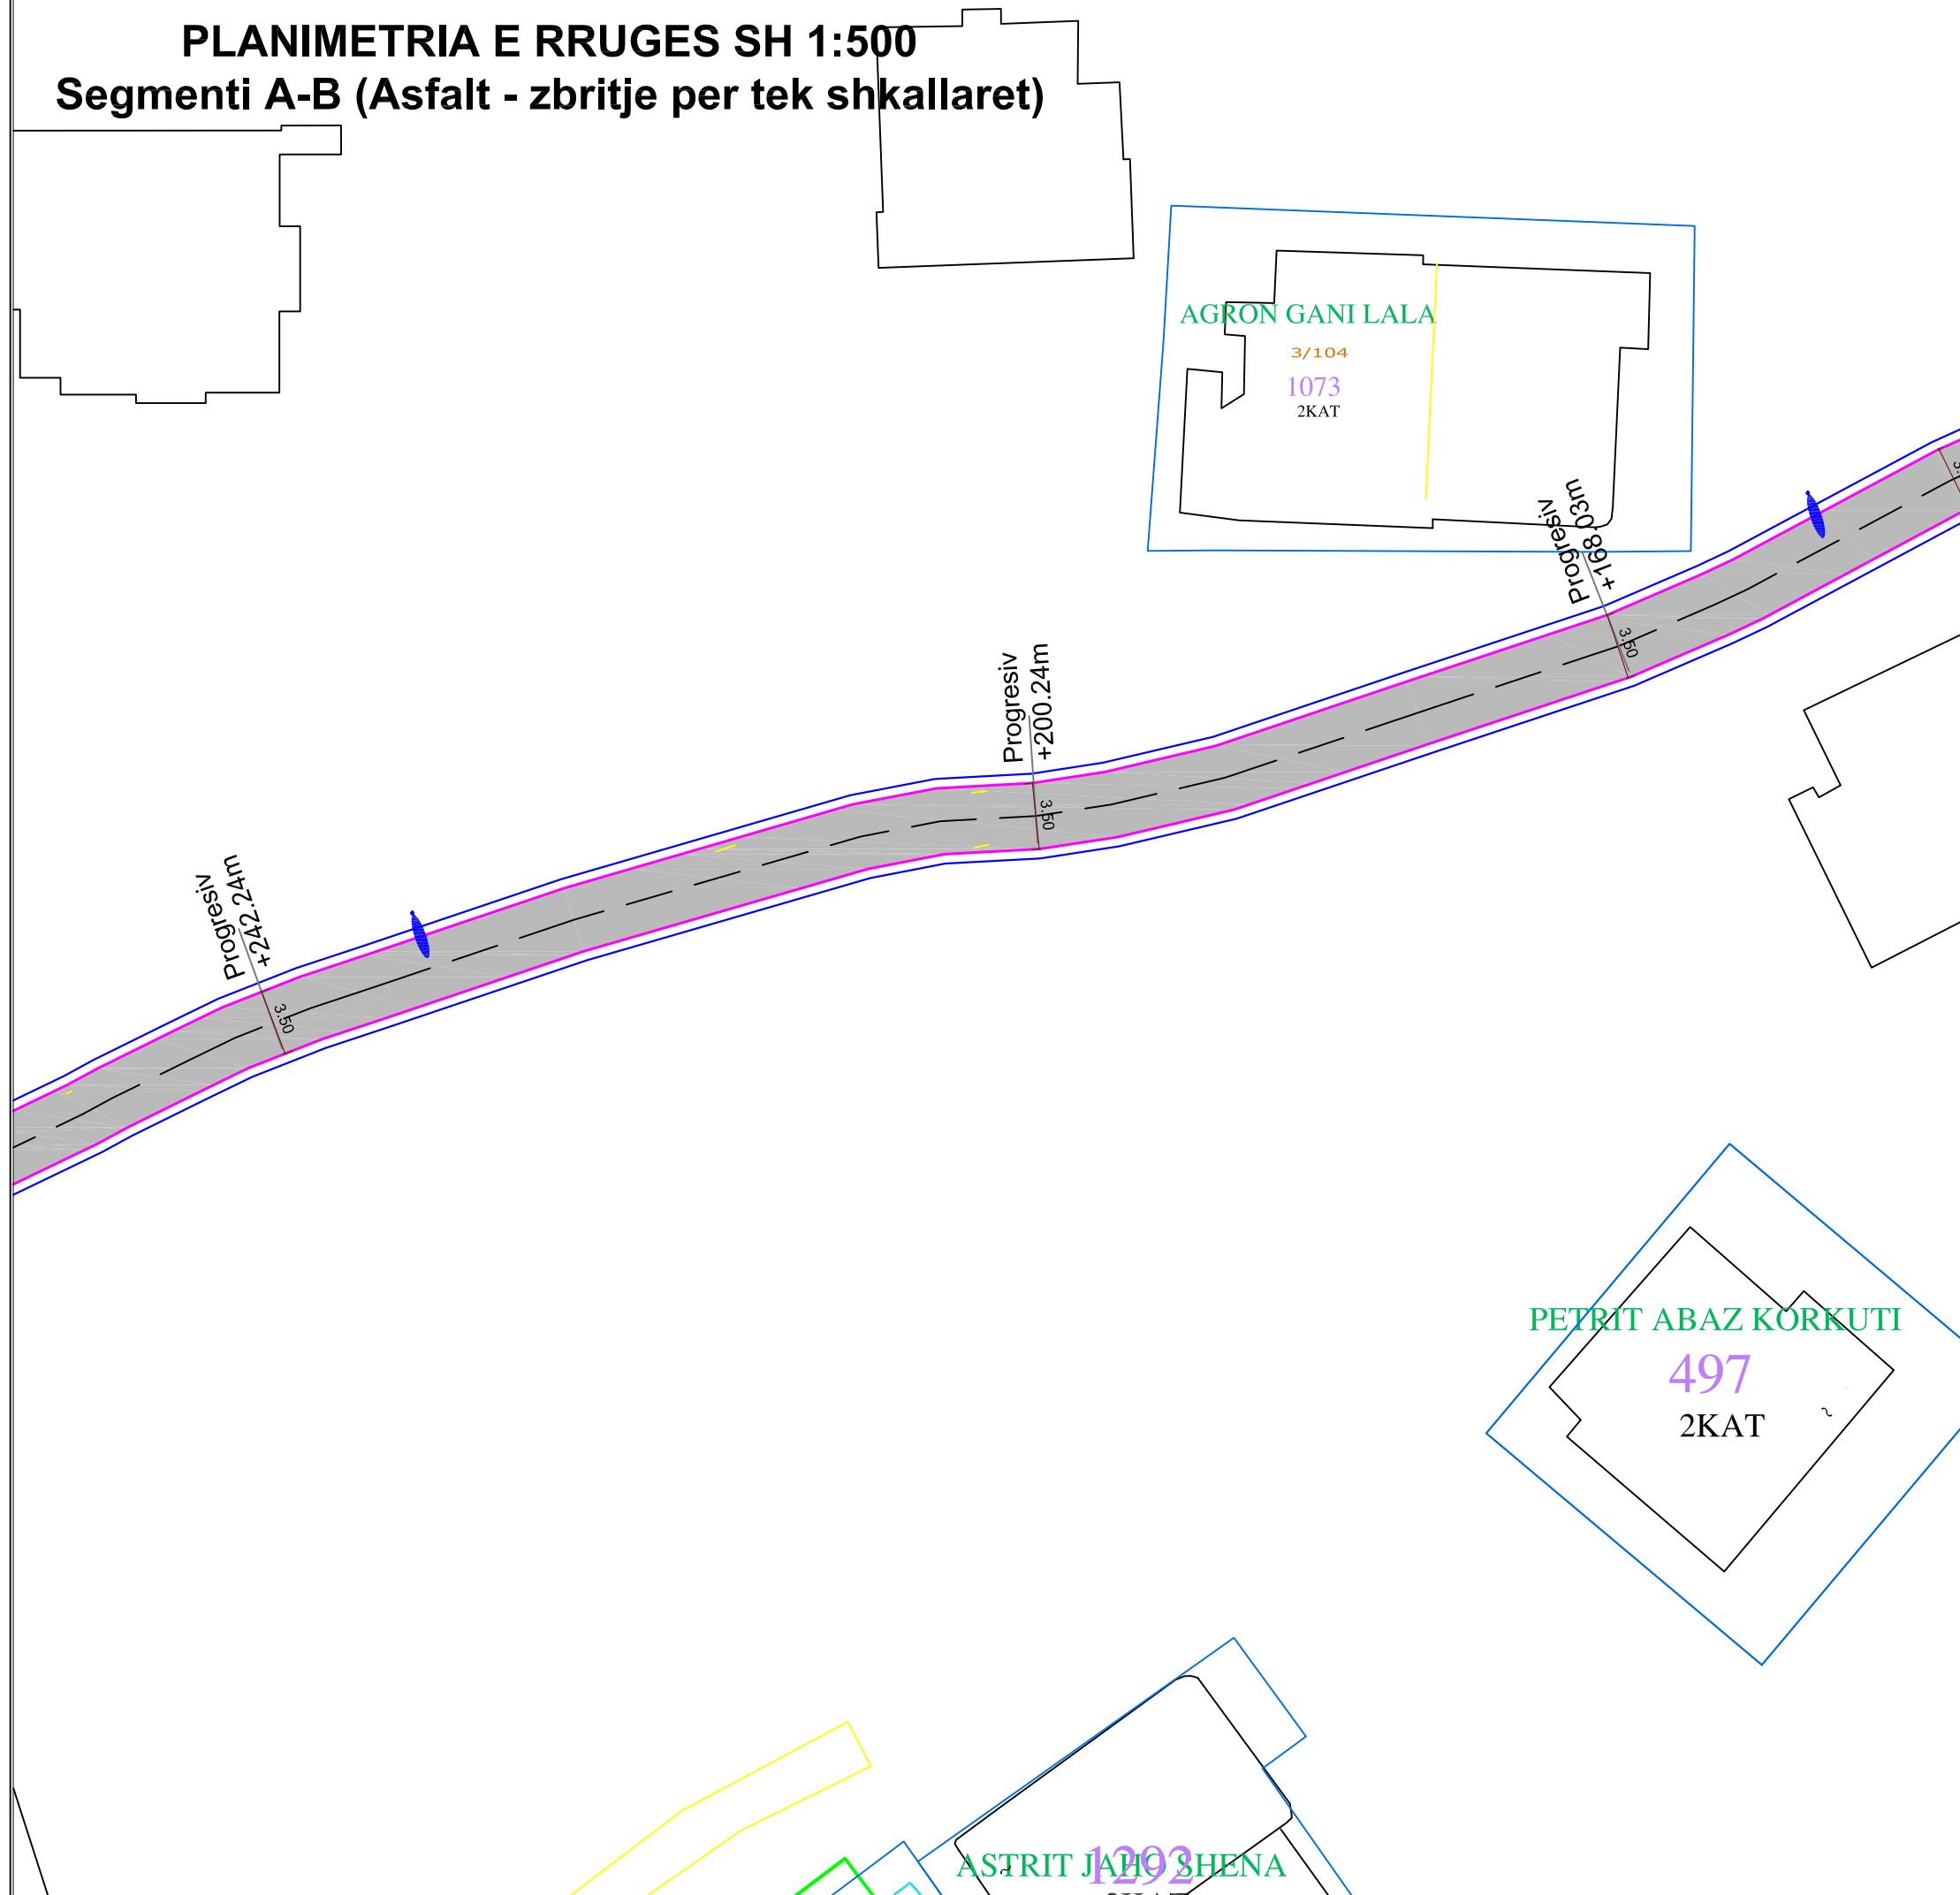 PLANIMETRIA E RRUGES SH 1:500
Segmenti A-B (Asfalt - zbritje per tek shkallaret)
AGRON GANI LALA
3/104
1073
2KAT
Progresiv
+168.03m
3.50
Progresiv
+200.24m
3.50
Progresiv
+242.24m
3.50
PETRIT ABAZ KORKUTI
497
2KAT
1292
ASTRIT JAHO SHENA